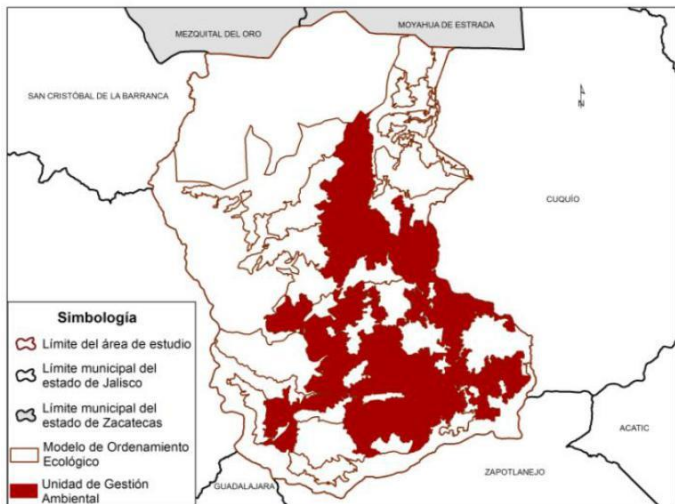 MEZQUITAL DEL ORO
MOYAHUA DE ESTRADA
SAN CRISTÓBAL DE LA BARRANCA
N
CUQUÍO
Simbología
Límite del área de estudio
Límite municipal del
estado de Jalisco
Límite municipal del
estado de Zacatecas
Modelo de Ordenamiento
Ecológico
Unidad de Gestión
Ambiental
GUADALAJARA
ZAPOTLANEJO
ACATIC